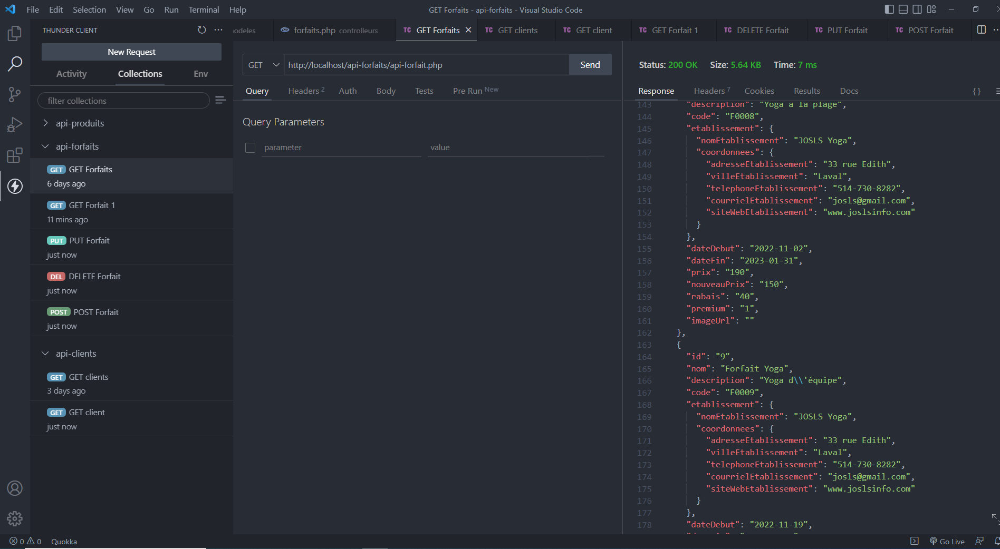 File Edit Selection View Go Run Terminal Help
GET Forfaits - api-forfaits - Visual Studio Code
THUNDER CLIENT
forfaits.php controlleurs
TC GET Forfaits
TC GET clients
TC GET client
TC GET Forfait 1
TC DELETE Forfait
TC PUT Forfait
TC POST Forfait
New Request
Activity Collections Env
filter collections
api-produits
api-forfaits
GET GET Forfaits
6 days ago
GET GET Forfait 1
11 mins ago
PUT PUT Forfait
just now
DEL DELETE Forfait
just now
POST POST Forfait
just now
api-clients
GET GET clients
3 days ago
GET GET client
just now
GET http://localhost/api-forfaits/api-forfait.php Send
Query Headers 2 Auth Body Tests Pre Run New
Query Parameters
parameter value
Status: 200 OK Size: 5.64 KB Time: 7 ms
Response Headers 7 Cookies Results Docs { }
143 "description": "Yoga a la plage",
144 "code": "F0008",
145 "etablissement": {
146 "nomEtablissement": "JOSLS Yoga",
147 "coordonnees": {
148 "adresseEtablissement": "33 rue Edith",
149 "villeEtablissement": "Laval",
150 "telephoneEtablissement": "514-730-8282",
151 "courrielEtablissement": "josls@gmail.com",
152 "siteWebEtablissement": "www.joslsinfo.com"
153 }
154 },
155 "dateDebut": "2022-11-02",
156 "dateFin": "2023-01-31",
157 "prix": "190",
158 "nouveauPrix": "150",
159 "rabais": "40",
160 "premium": "1",
161 "imageUrl": ""
162 },
163 {
164 "id": "9",
165 "nom": "Forfait Yoga",
166 "description": "Yoga d\\'équipe",
167 "code": "F0009",
168 "etablissement": {
169 "nomEtablissement": "JOSLS Yoga",
170 "coordonnees": {
171 "adresseEtablissement": "33 rue Edith",
172 "villeEtablissement": "Laval",
173 "telephoneEtablissement": "514-730-8282",
174 "courrielEtablissement": "josls@gmail.com",
175 "siteWebEtablissement": "www.joslsinfo.com"
176 }
177 },
178 "dateDebut": "2022-11-19",
0 0 Quokka
Go Live